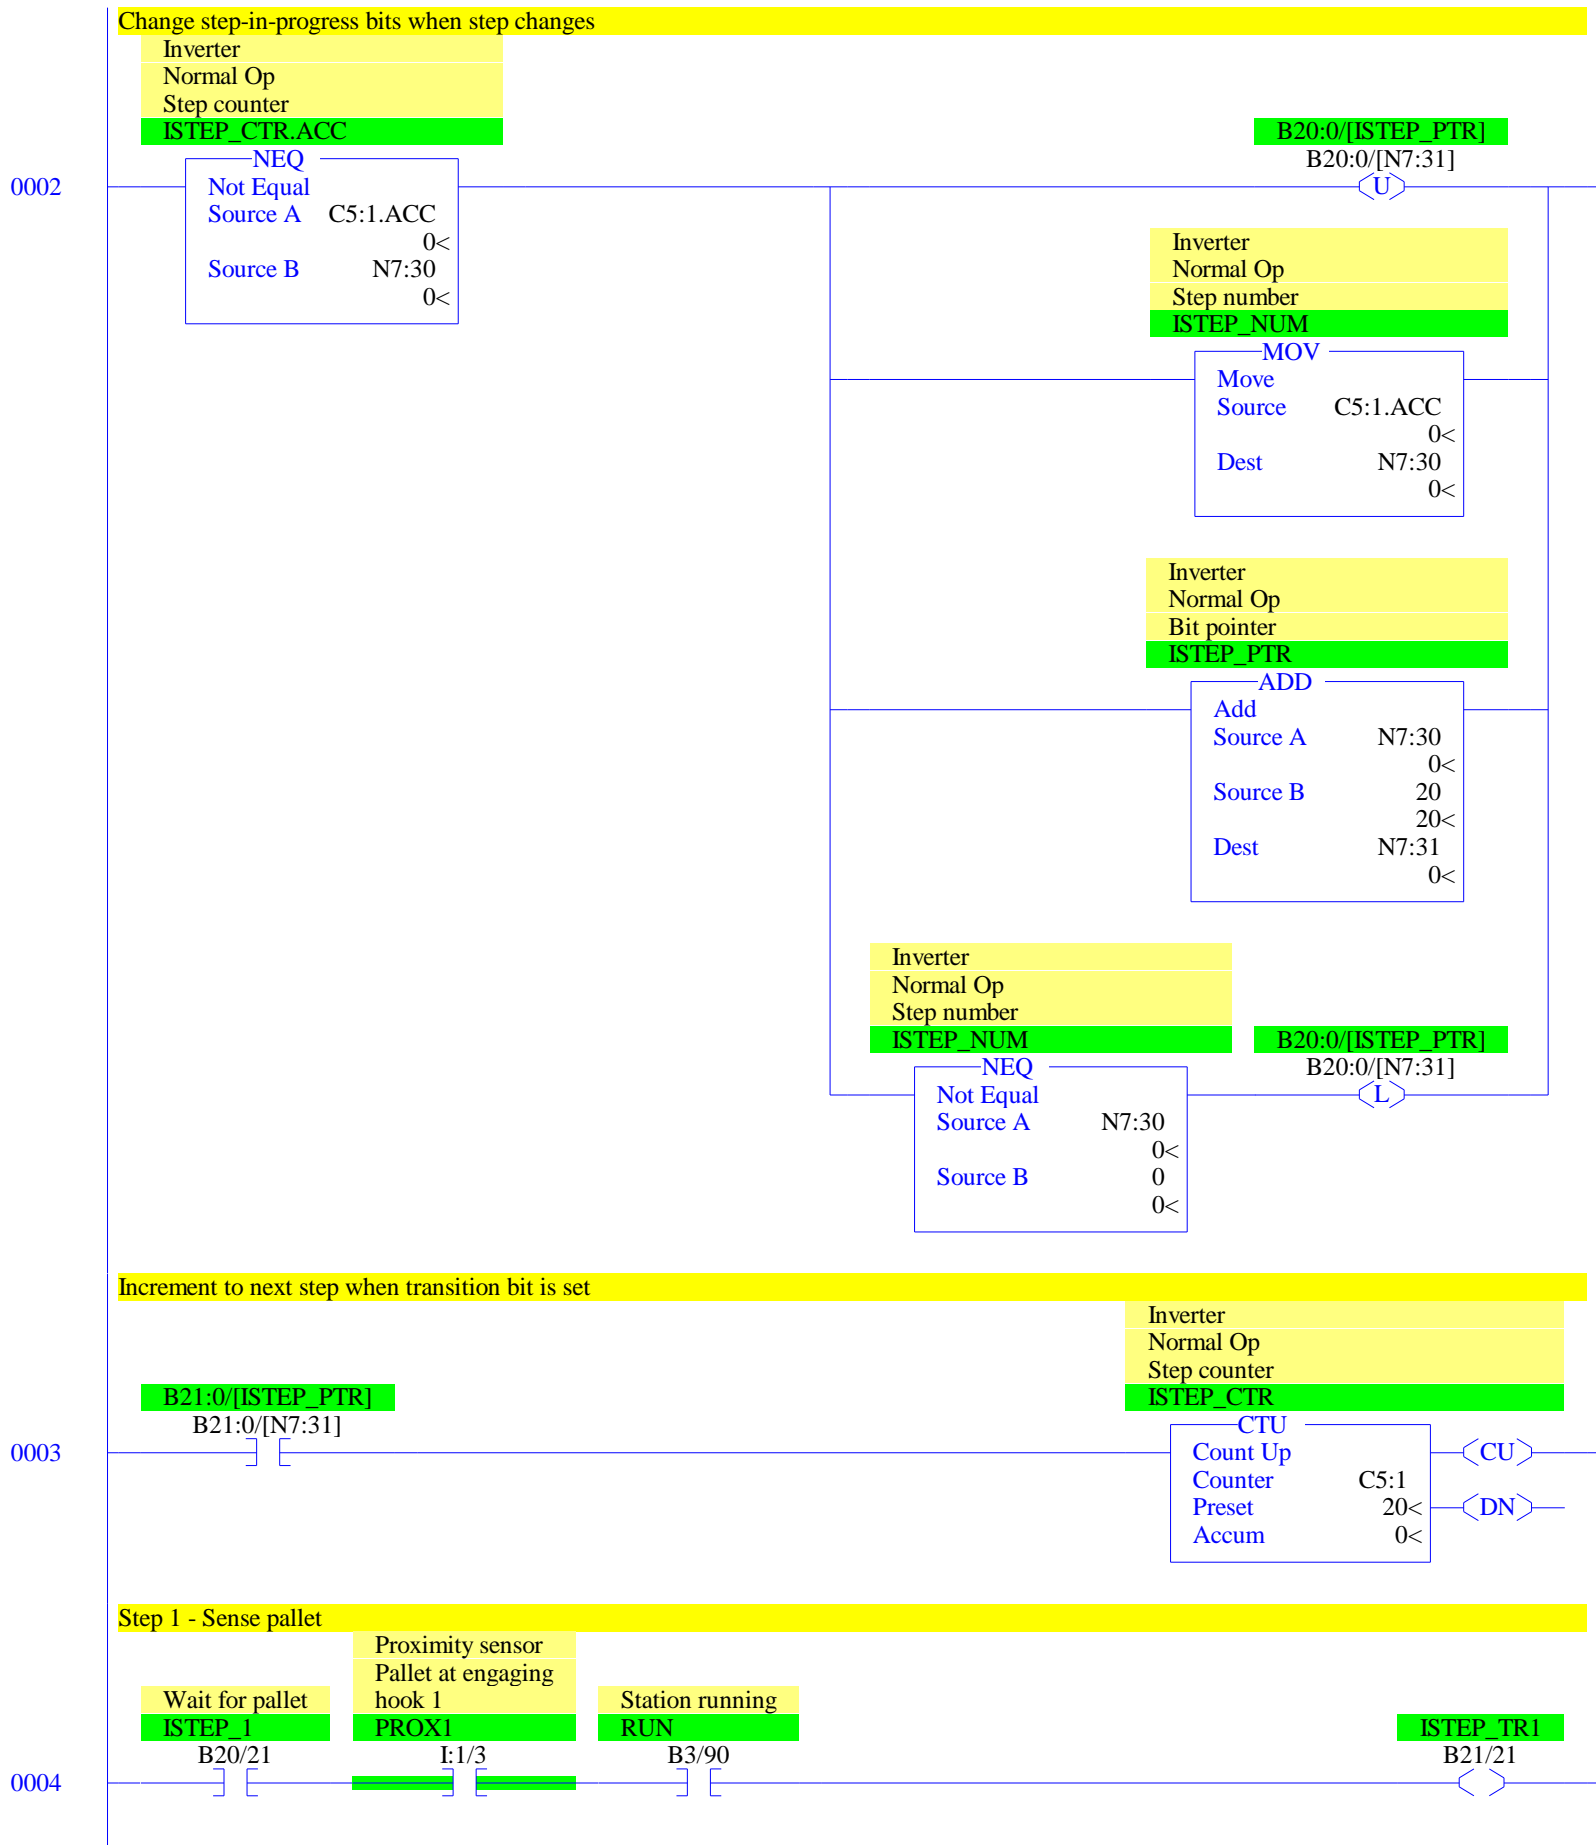 Change step-in-progress bits when step changes
Inverter
Normal Op
Step counter
ISTEP_CTR.ACC
NEQ
Not Equal
Source A C5:1.ACC
0<
Source B N7:30
0<
0002
B20:0/[ISTEP_PTR]
B20:0/[N7:31]
U
Inverter
Normal Op
Step number
ISTEP_NUM
MOV
Move
Source C5:1.ACC
0<
Dest N7:30
0<
Inverter
Normal Op
Bit pointer
ISTEP_PTR
ADD
Add
Source A N7:30
0<
Source B 20
20<
Dest N7:31
0<
Inverter
Normal Op
Step number
ISTEP_NUM
NEQ
Not Equal
Source A N7:30
0<
Source B 0
0<
B20:0/[ISTEP_PTR]
B20:0/[N7:31]
L
Increment to next step when transition bit is set
B21:0/[ISTEP_PTR]
B21:0/[N7:31]
0003
Inverter
Normal Op
Step counter
ISTEP_CTR
CTU
Count Up
Counter C5:1
Preset 20<
Accum 0<
CU
DN
Step 1 - Sense pallet
Wait for pallet
ISTEP_1
B20/21
Proximity sensor
Pallet at engaging
hook 1
PROX1
I:1/3
Station running
RUN
B3/90
ISTEP_TR1
B21/21
0004